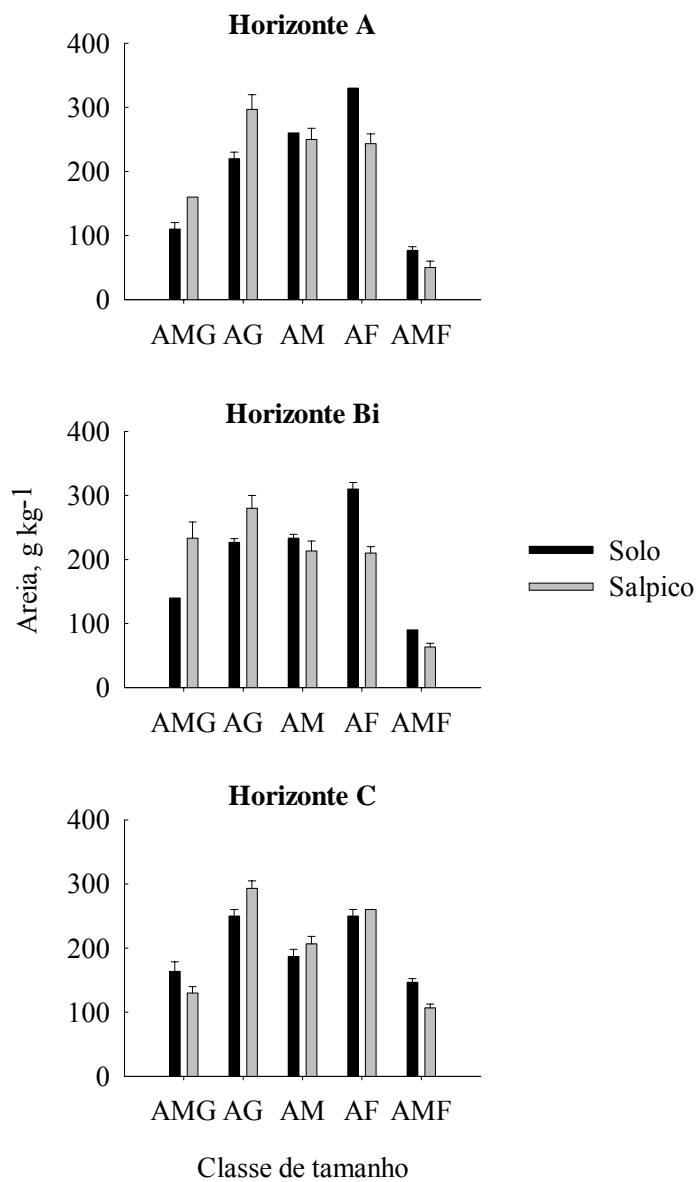 Horizonte A
400
300
200
100
0
AMG AG AM AF AMF
Horizonte Bi
400
300
200
100
0
AMG AG AM AF AMF
Areia, g kg-1
Solo
Salpico
Horizonte C
400
300
200
100
0
AMG AG AM AF AMF
Classe de tamanho